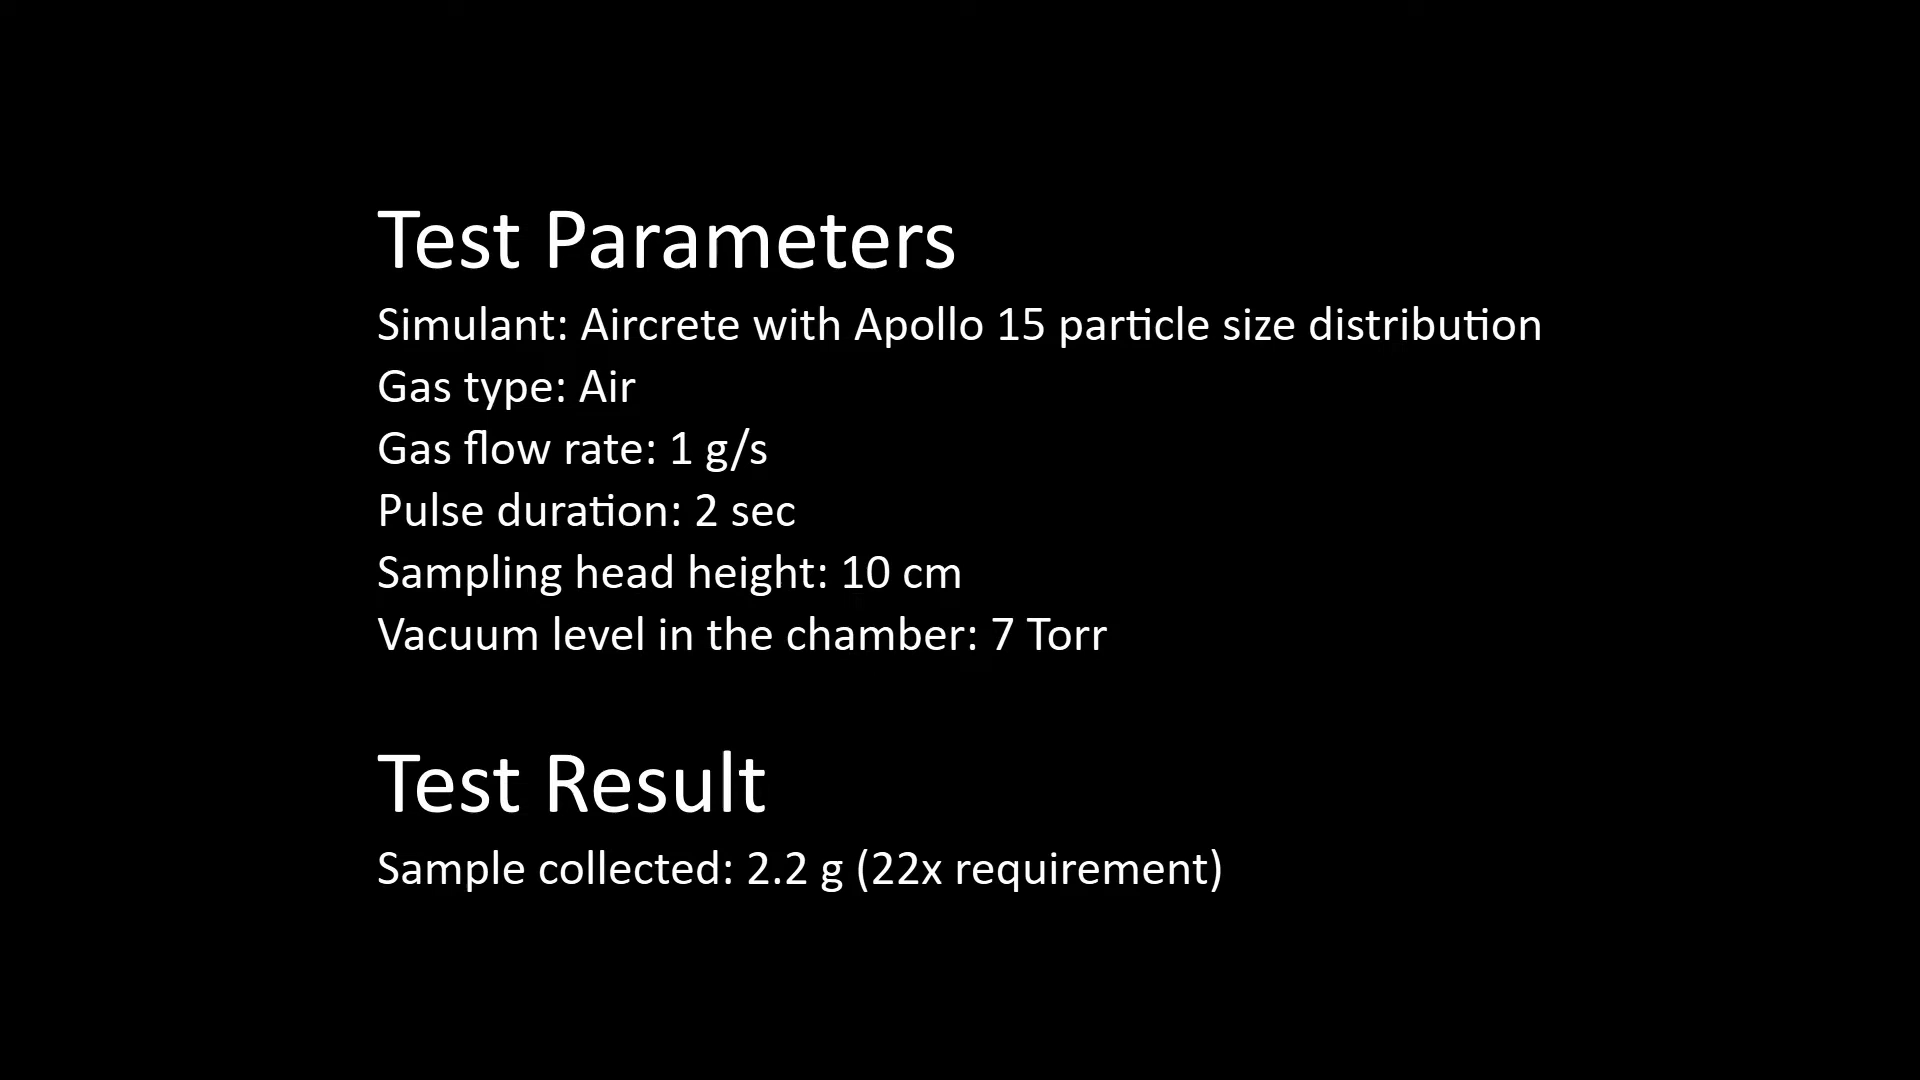 Test Parameters
Simulant: Aircrete with Apollo 15 particle size distribution
Gas type: Air
Gas flow rate: 1 g/s
Pulse duration: 2 sec
Sampling head height: 10 cm
Vacuum level in the chamber: 7 Torr
Test Result
Sample collected: 2.2 g (22x requirement)